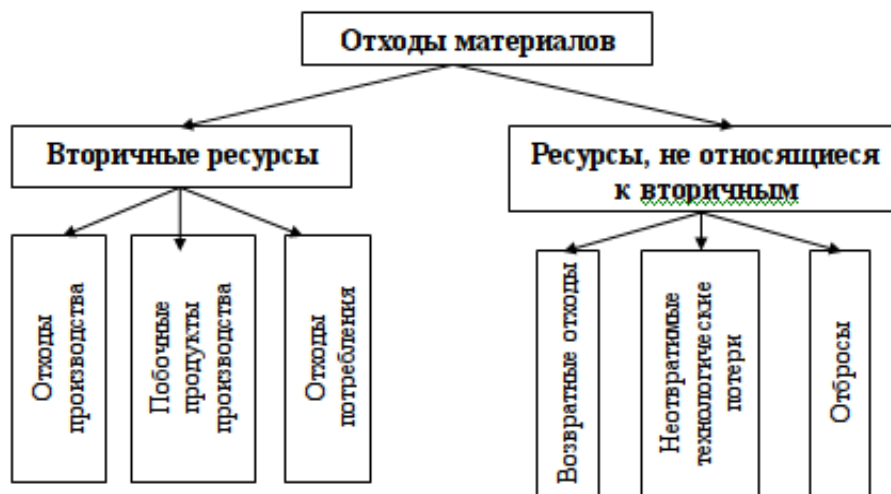 Отходы материалов
Вторичные ресурсы
Ресурсы, не относящиеся
к вторичным
Отходы
производства
Побочные
продукты
производства
Отходы
потребления
Возвратные отходы
Неотвратимые
технологические
потери
Отбросы